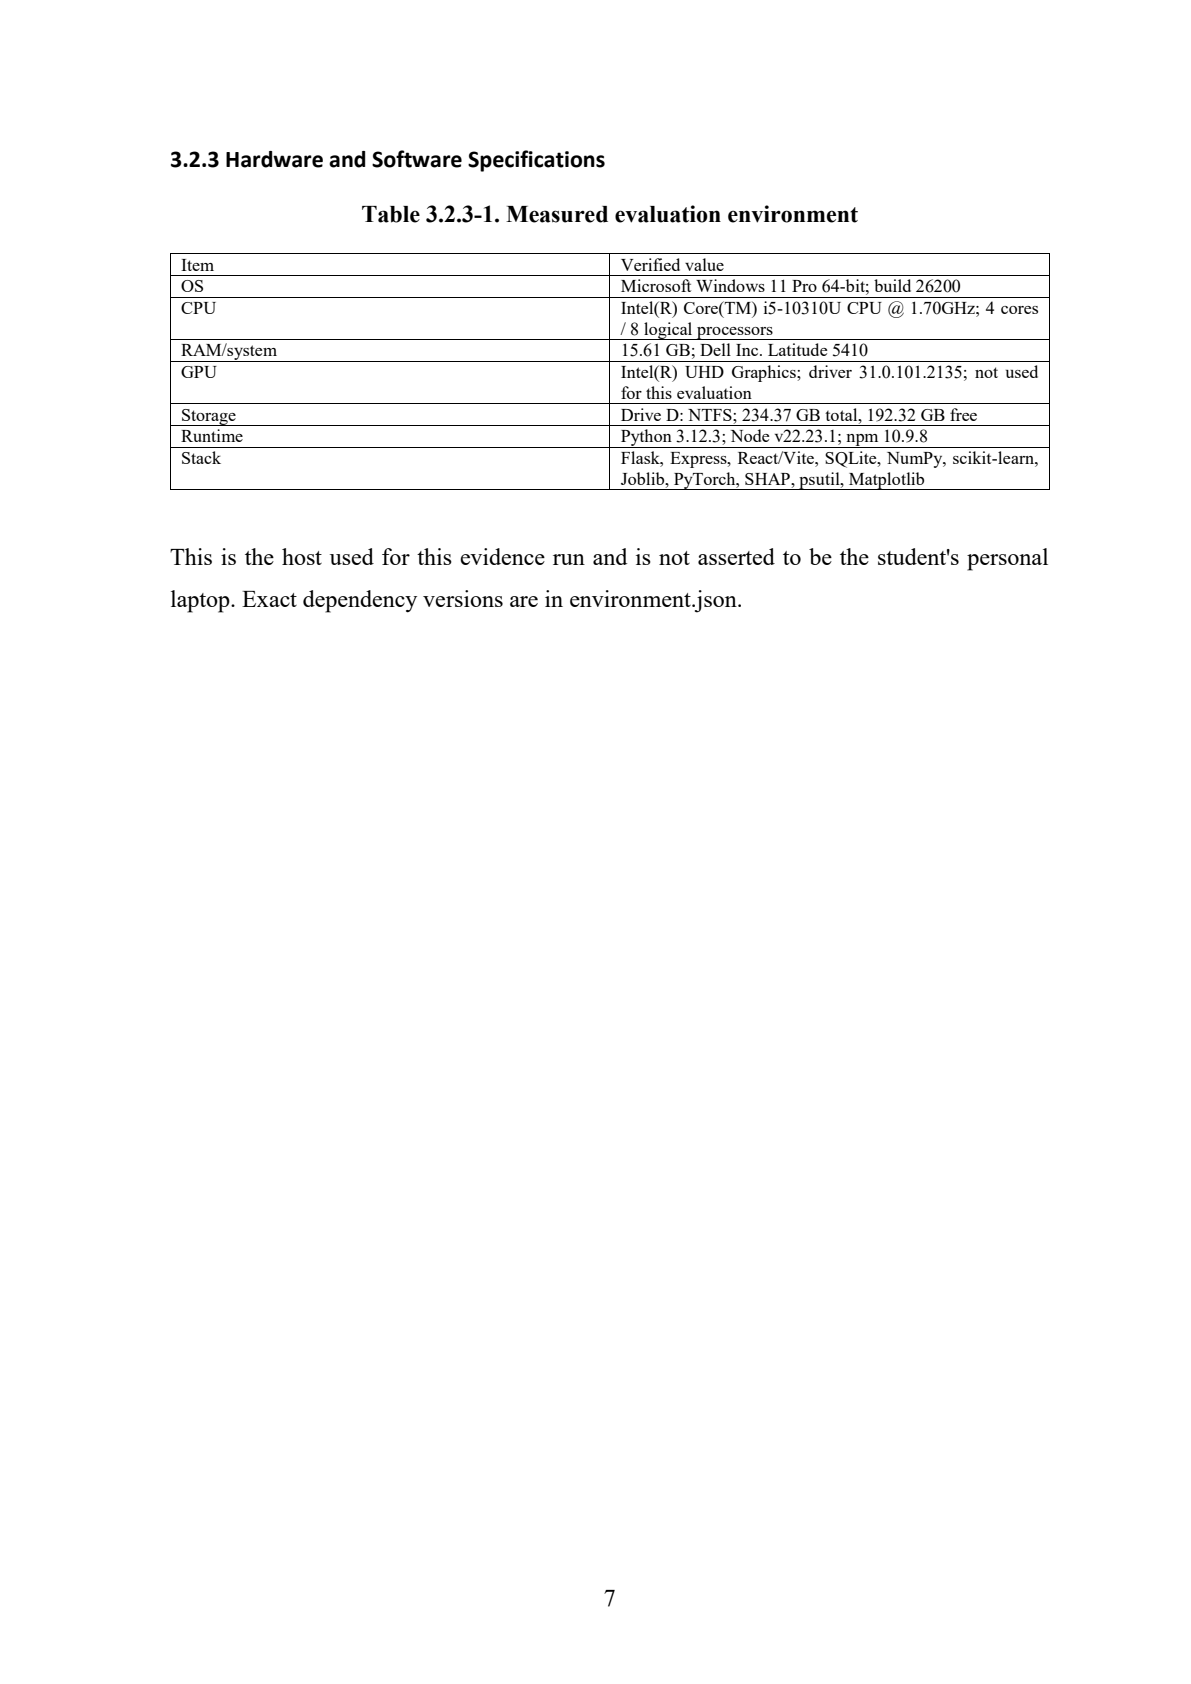 3.2.3 Hardware and Software Specifications
Table 3.2.3-1. Measured evaluation environment
Item Verified value
OS Microsoft Windows 11 Pro 64-bit; build 26200
CPU Intel(R) Core(TM) i5-10310U CPU @ 1.70GHz; 4 cores
/ 8 logical processors
RAM/system 15.61 GB; Dell Inc. Latitude 5410
GPU Intel(R) UHD Graphics; driver 31.0.101.2135; not used
for this evaluation
Storage Drive D: NTFS; 234.37 GB total, 192.32 GB free
Runtime Python 3.12.3; Node v22.23.1; npm 10.9.8
Stack Flask, Express, React/Vite, SQLite, NumPy, scikit-learn,
Joblib, PyTorch, SHAP, psutil, Matplotlib
This is the host used for this evidence run and is not asserted to be the student's personal
laptop. Exact dependency versions are in environment.json.
7